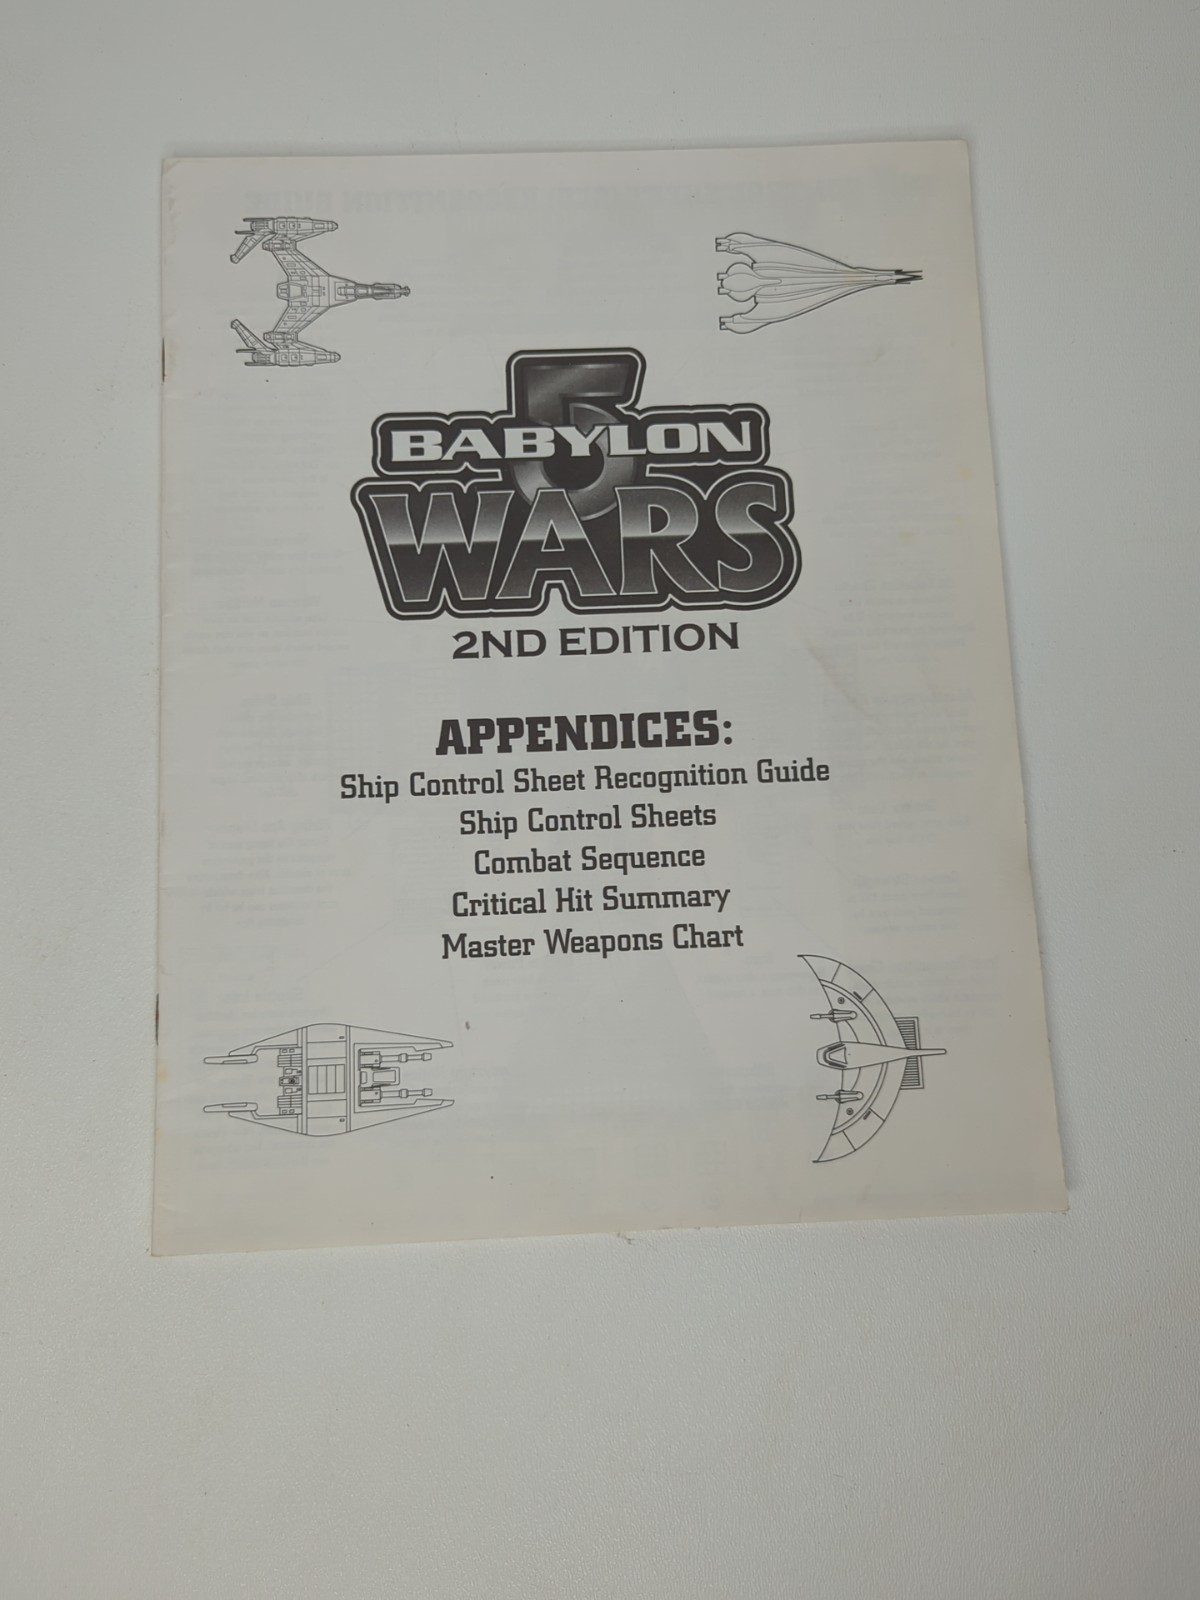 BABYLON 5
WARS
2ND EDITION
APPENDICES:
Ship Control Sheet Recognition Guide
Ship Control Sheets
Combat Sequence
Critical Hit Summary
Master Weapons Chart